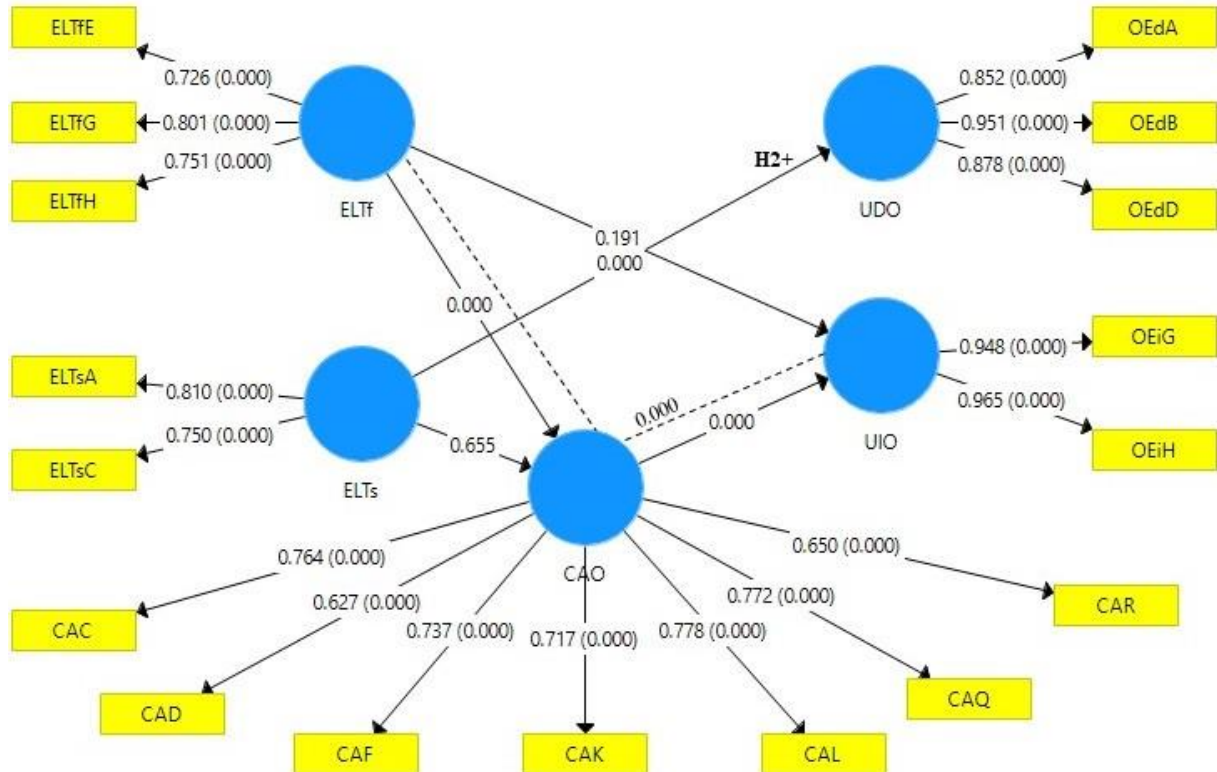 ELTfE
OEdA
0.726 (0.000)
0.852 (0.000)
ELTfG
0.801 (0.000)
0.951 (0.000)
OEdB
0.751 (0.000)
H2+
0.878 (0.000)
ELTfH
ELTf
UDO
OEdD
0.191
0.000
0.000
OEiG
0.948 (0.000)
ELTsA
0.810 (0.000)
0.965 (0.000)
0.750 (0.000)
0.000
0.000
UIO
OEiH
ELTsC
0.655
ELTs
0.764 (0.000)
0.650 (0.000)
CAO
0.627 (0.000)
0.772 (0.000)
CAR
CAC
0.737 (0.000)
0.717 (0.000)
0.778 (0.000)
CAQ
CAD
CAF
CAK
CAL